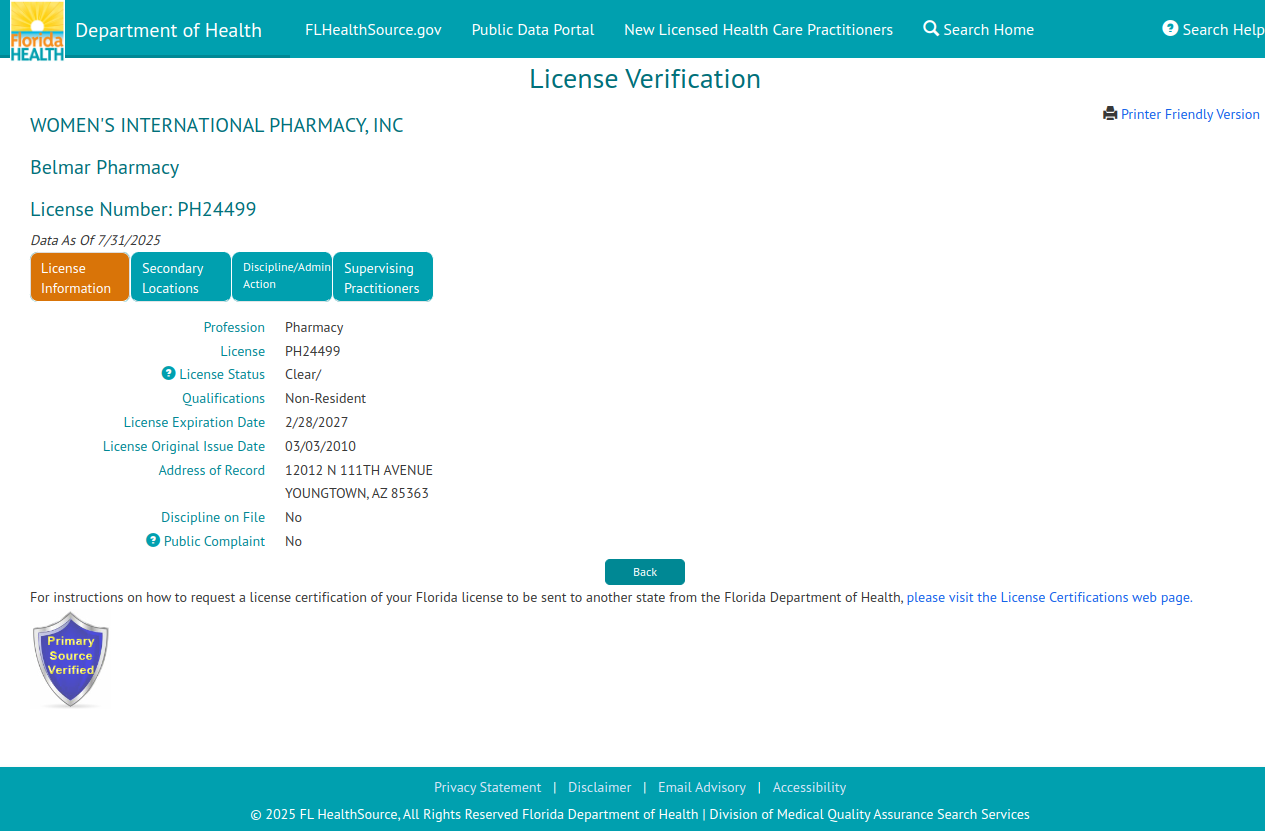 Florida
HEALTH
Department of Health
FLHealthSource.gov
Public Data Portal
New Licensed Health Care Practitioners
Search Home
? Search Help
License Verification
Printer Friendly Version
WOMEN'S INTERNATIONAL PHARMACY, INC
Belmar Pharmacy
License Number: PH24499
Data As Of 7/31/2025
License
Information
Secondary
Locations
Discipline/Admin
Action
Supervising
Practitioners
Profession Pharmacy
License PH24499
? License Status Clear/
Qualifications Non-Resident
License Expiration Date 2/28/2027
License Original Issue Date 03/03/2010
Address of Record 12012 N 111TH AVENUE
YOUNGTOWN, AZ 85363
Discipline on File No
? Public Complaint No
Back
For instructions on how to request a license certification of your Florida license to be sent to another state from the Florida Department of Health, please visit the License Certifications web page.
Primary
Source
Verified
Privacy Statement | Disclaimer | Email Advisory | Accessibility
© 2025 FL HealthSource, All Rights Reserved Florida Department of Health | Division of Medical Quality Assurance Search Services